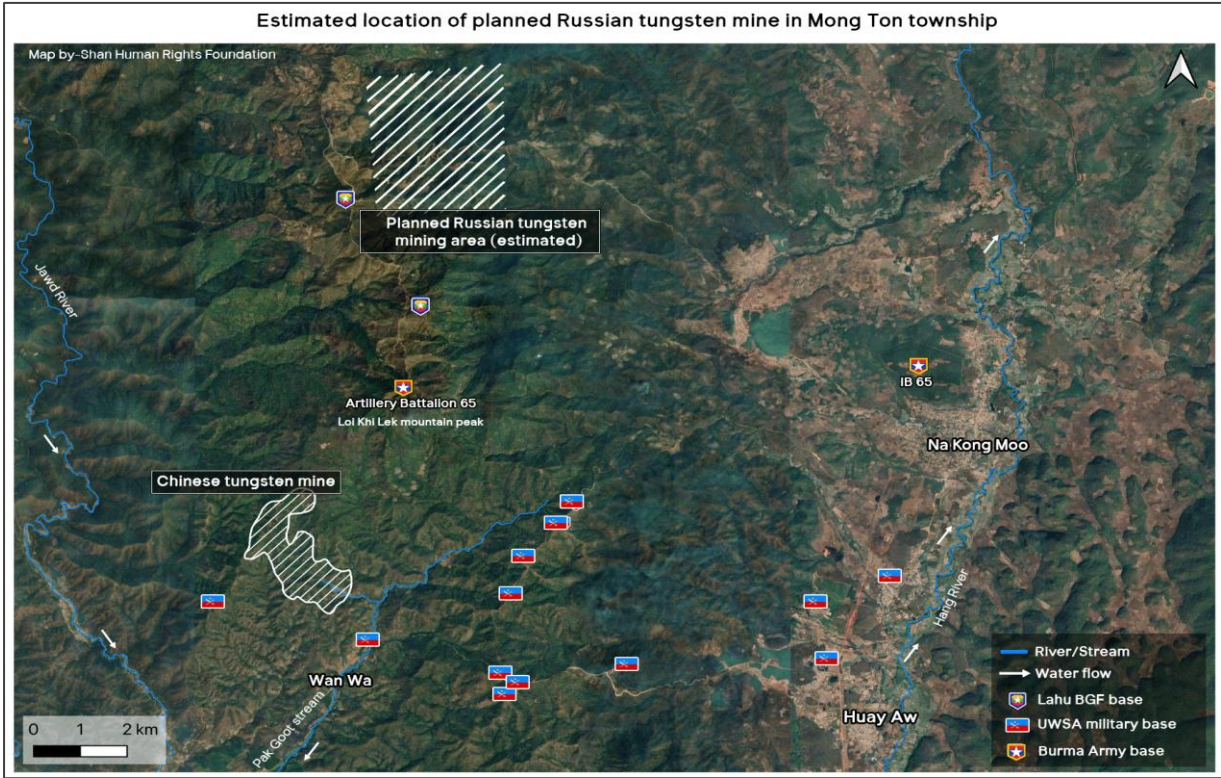 Estimated location of planned Russian tungsten mine in Mong Ton township
Map by-Shan Human Rights Foundation
Planned Russian tungsten
mining area (estimated)
Jawd River
Artillery Battalion 65
Loi Khi Lek mountain peak
IB 65
Na Kong Moo
Chinese tungsten mine
Hang River
Wan Wa
Pak Goot stream
Huay Aw
River/Stream
Water flow
Lahu BGF base
UWSA military base
Burma Army base
0 1 2 km